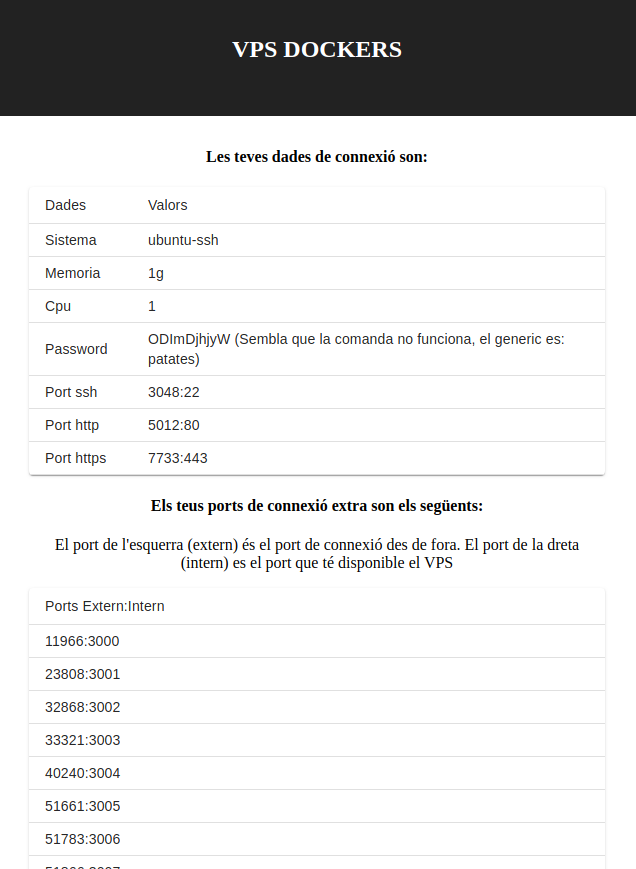 VPS DOCKERS
Les teves dades de connexió son:
Dades Valors
Sistema ubuntu-ssh
Memoria 1g
Cpu 1
Password ODImDjhjyW (Sembla que la comanda no funciona, el generic es:
patates)
Port ssh 3048:22
Port http 5012:80
Port https 7733:443
Els teus ports de connexió extra son els següents:
El port de l'esquerra (extern) és el port de connexió des de fora. El port de la dreta
(intern) es el port que té disponible el VPS
Ports Extern:Intern
11966:3000
23808:3001
32868:3002
33321:3003
40240:3004
51661:3005
51783:3006